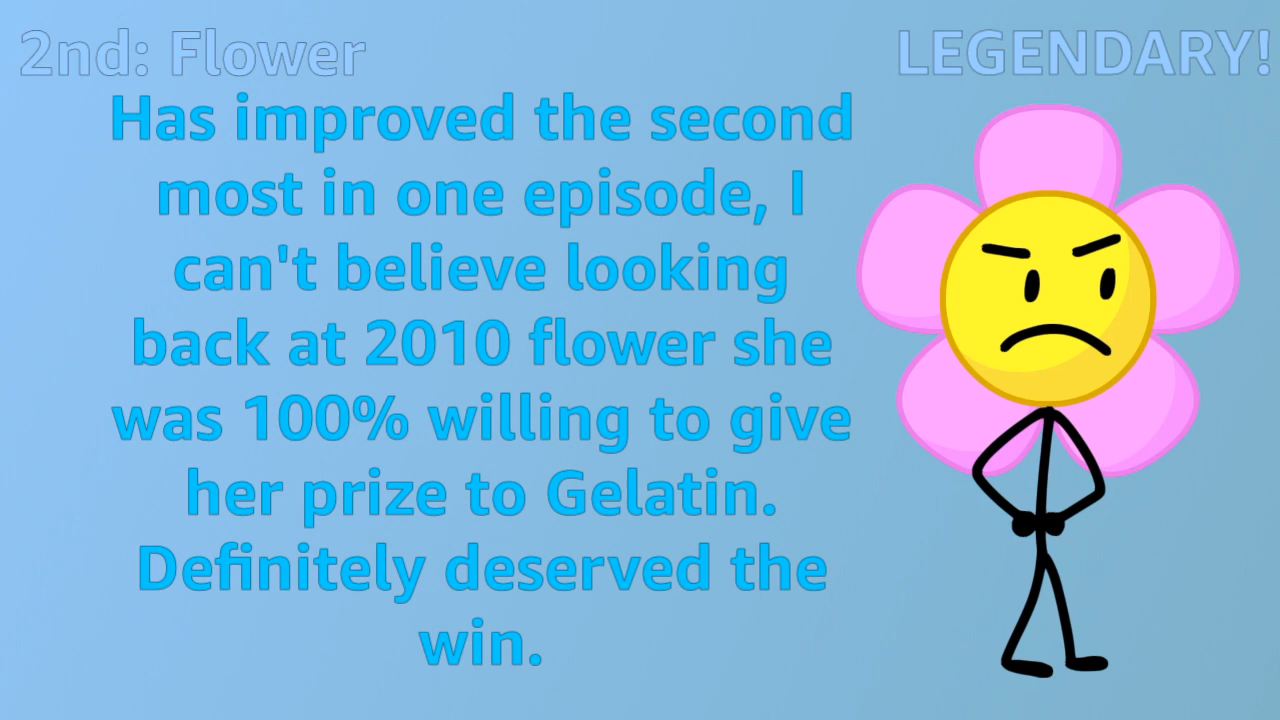 2nd: Flower
LEGENDARY!
Has improved the second
most in one episode, I
can't believe looking
back at 2010 flower she
was 100% willing to give
her prize to Gelatin.
Definitely deserved the
win.